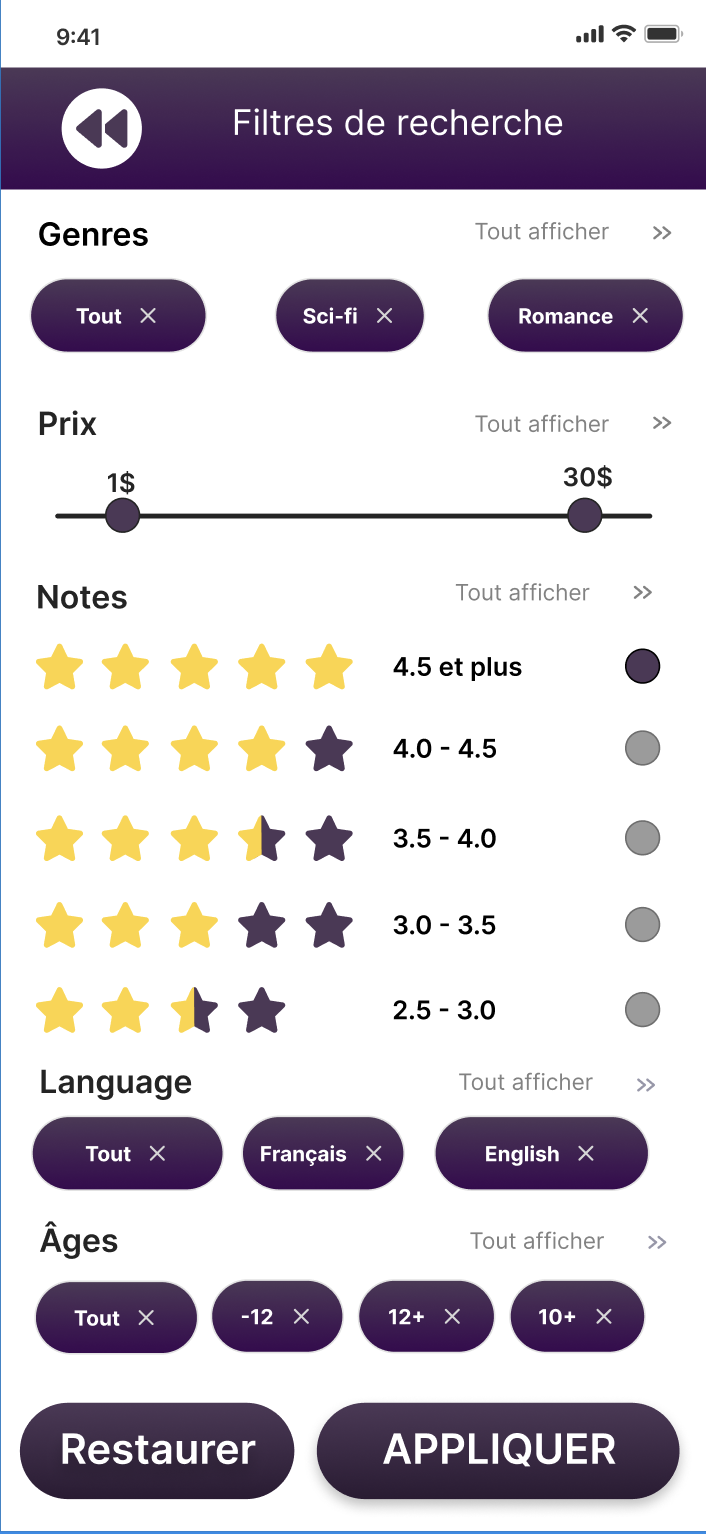 9:41
Filtres de recherche
Genres Tout afficher
Tout Sci-fi Romance
Prix Tout afficher
1$ 30$
Notes Tout afficher
4.5 et plus
4.0 - 4.5
3.5 - 4.0
3.0 - 3.5
2.5 - 3.0
Language Tout afficher
Tout Français English
Âges Tout afficher
Tout -12 12+ 10+
Restaurer APPLIQUER